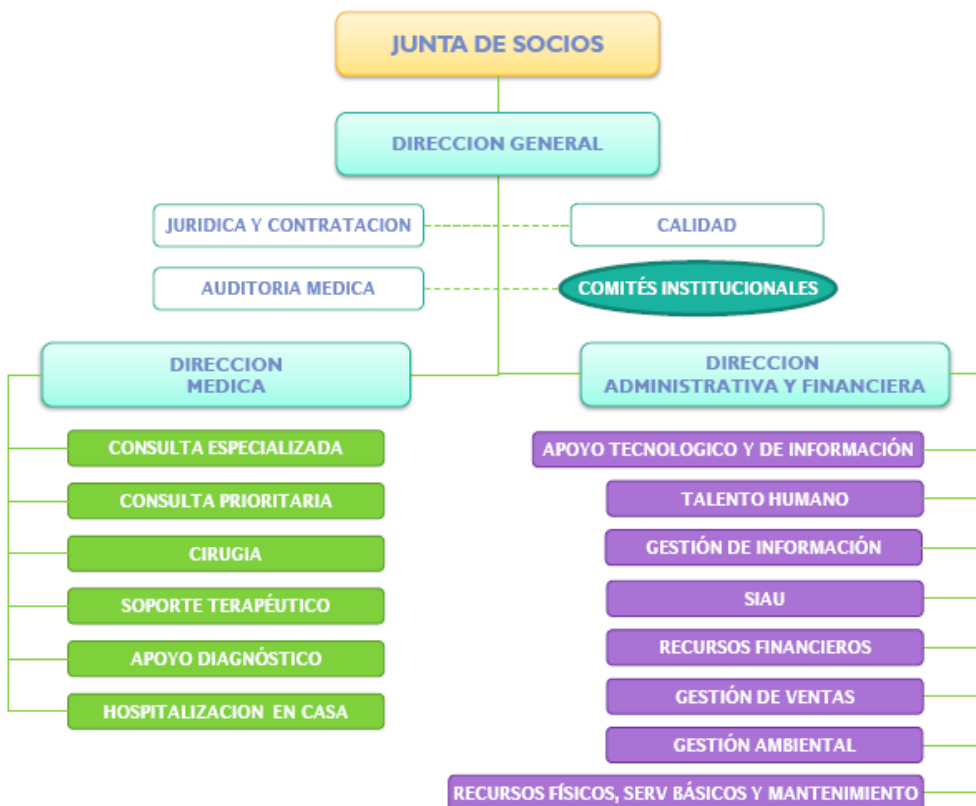 JUNTA DE SOCIOS
DIRECCION GENERAL
JURIDICA Y CONTRATACION
CALIDAD
AUDITORIA MEDICA
COMITÉS INSTITUCIONALES
DIRECCION
MEDICA
CONSULTA ESPECIALIZADA
CONSULTA PRIORITARIA
CIRUGIA
SOPORTE TERAPÉUTICO
APOYO DIAGNÓSTICO
HOSPITALIZACION EN CASA
DIRECCION
ADMINISTRATIVA Y FINANCIERA
APOYO TECNOLOGICO Y DE INFORMACIÓN
TALENTO HUMANO
GESTIÓN DE INFORMACIÓN
SIAU
RECURSOS FINANCIEROS
GESTIÓN DE VENTAS
GESTIÓN AMBIENTAL
RECURSOS FÍSICOS, SERV BÁSICOS Y MANTENIMIENTO